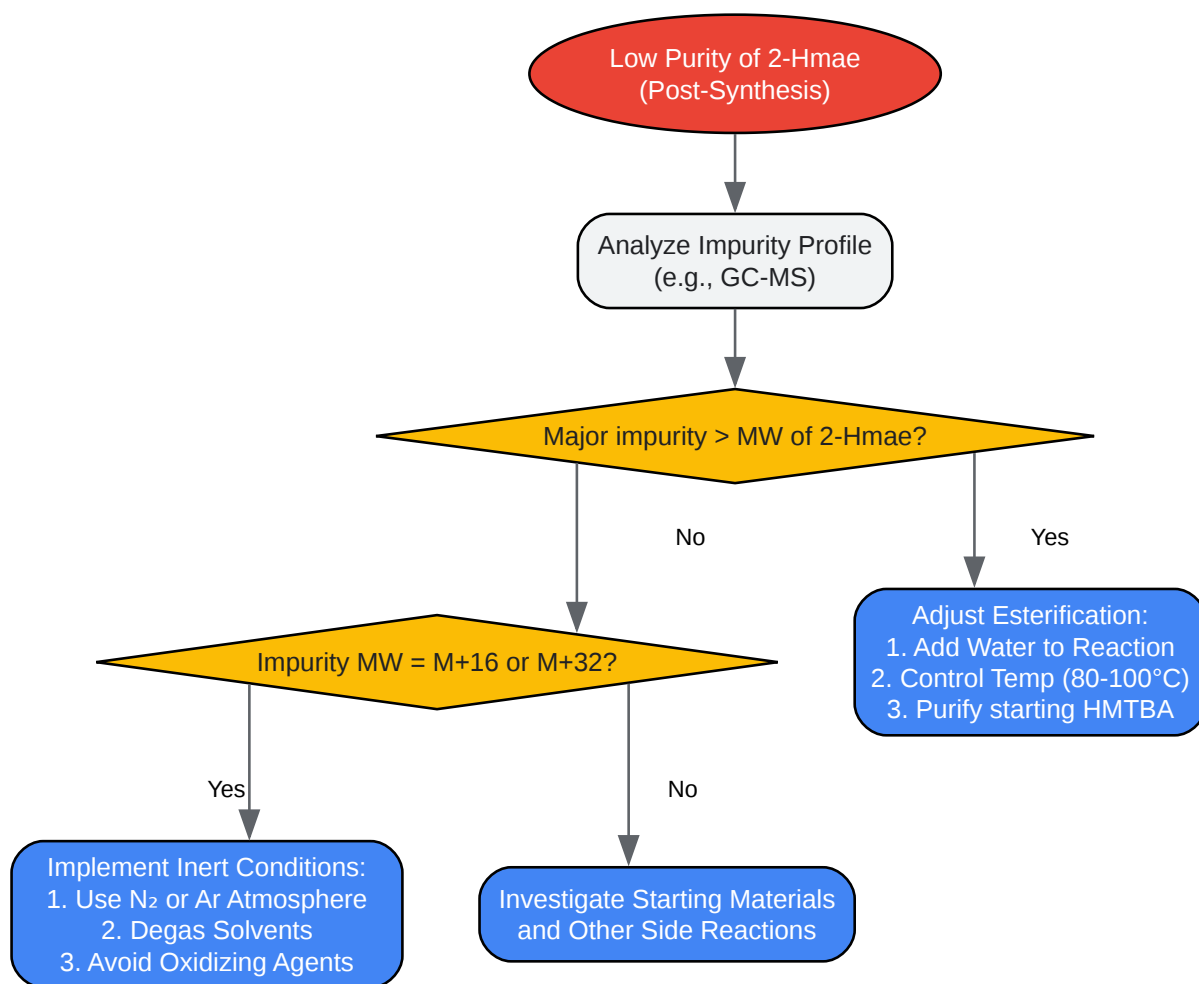 Low Purity of 2-Hmae
(Post-Synthesis)
Analyze Impurity Profile
(e.g., GC-MS)
Major impurity > MW of 2-Hmae?
No
Yes
Adjust Esterification:
1. Add Water to Reaction
2. Control Temp (80-100°C)
3. Purify starting HMTBA
Impurity MW = M+16 or M+32?
Yes
No
Implement Inert Conditions:
1. Use N₂ or Ar Atmosphere
2. Degas Solvents
3. Avoid Oxidizing Agents
Investigate Starting Materials
and Other Side Reactions